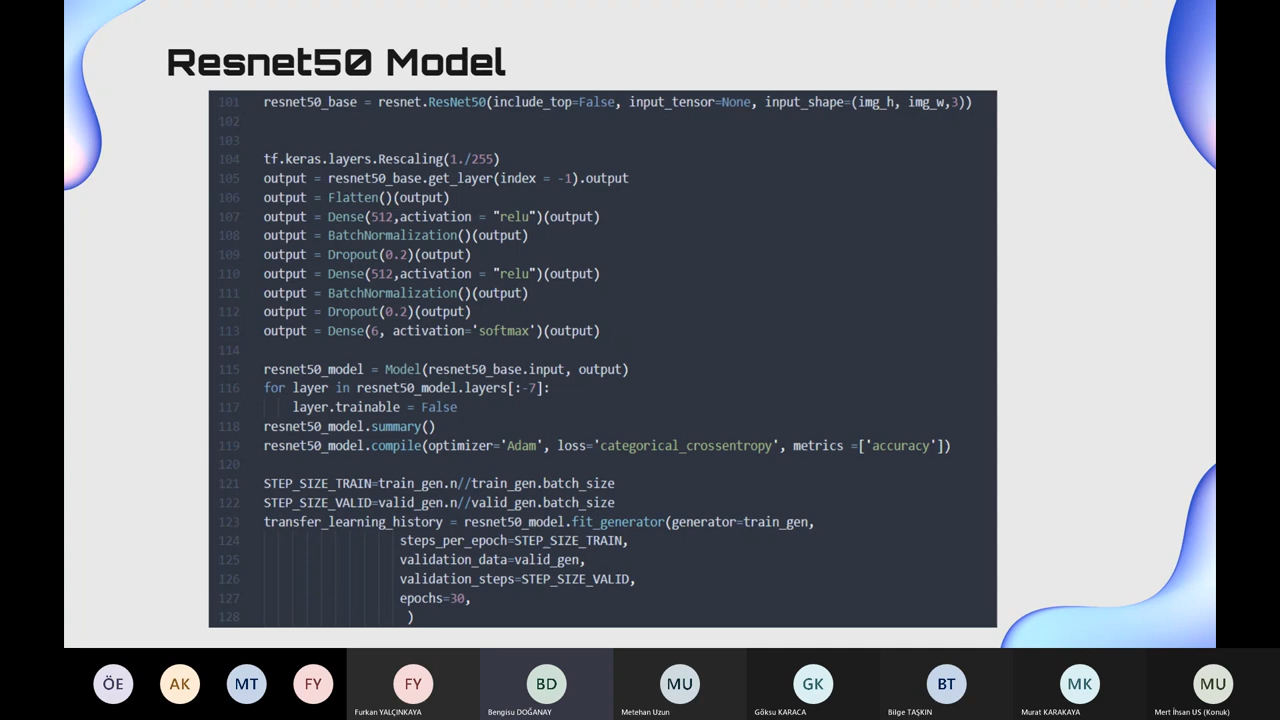 Resnet50 Model
101 resnet50_base = resnet.ResNet50(include_top=False, input_tensor=None, input_shape=(img_h, img_w,3))
102
103
104 tf.keras.layers.Rescaling(1./255)
105 output = resnet50_base.get_layer(index = -1).output
106 output = Flatten()(output)
107 output = Dense(512,activation = "relu")(output)
108 output = BatchNormalization()(output)
109 output = Dropout(0.2)(output)
110 output = Dense(512,activation = "relu")(output)
111 output = BatchNormalization()(output)
112 output = Dropout(0.2)(output)
113 output = Dense(6, activation='softmax')(output)
114
115 resnet50_model = Model(resnet50_base.input, output)
116 for layer in resnet50_model.layers[:-7]:
117 layer.trainable = False
118 resnet50_model.summary()
119 resnet50_model.compile(optimizer='Adam', loss='categorical_crossentropy', metrics =['accuracy'])
120
121 STEP_SIZE_TRAIN=train_gen.n//train_gen.batch_size
122 STEP_SIZE_VALID=valid_gen.n//valid_gen.batch_size
123 transfer_learning_history = resnet50_model.fit_generator(generator=train_gen,
124 steps_per_epoch=STEP_SIZE_TRAIN,
125 validation_data=valid_gen,
126 validation_steps=STEP_SIZE_VALID,
127 epochs=30,
128 )
ÖE AK MT FY FY BD MU GK BT MK MU
Furkan YALÇINKAYA Bengisu DOĞANAY Metehan Uzun Göksu KARACA Bilge TAŞKIN Murat KARAKAYA Mert İhsan US (Konuk)